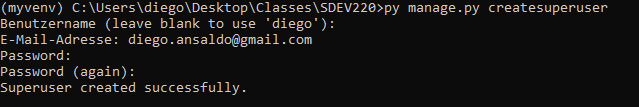 (myvenv) C:\Users\diego\Desktop\Classes\SDEV220>py manage.py createsuperuser
Benutzername (leave blank to use 'diego'):
E-Mail-Adresse: diego.ansaldo@gmail.com
Password:
Password (again):
Superuser created successfully.